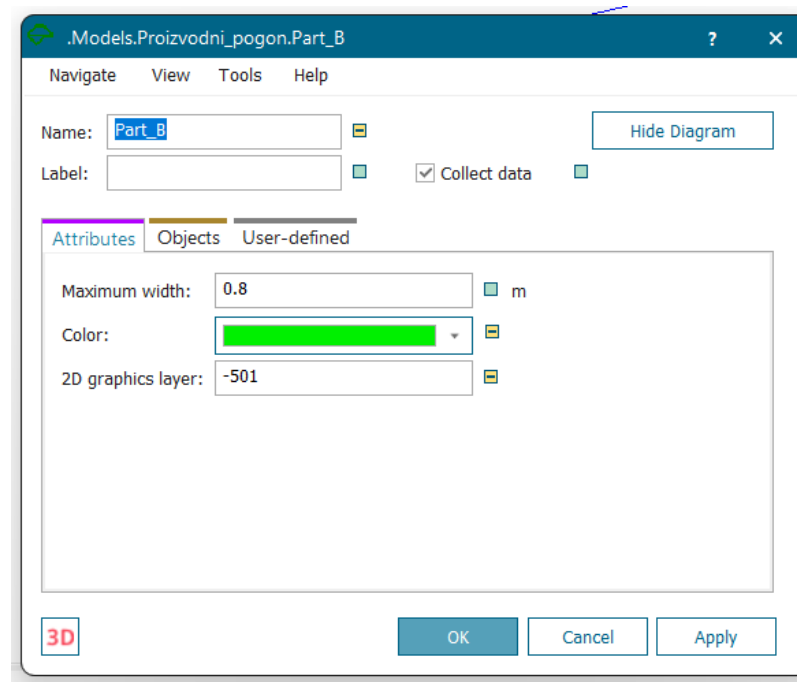 .Models.Proizvodni_pogon.Part_B ? ×
Navigate View Tools Help
Name: Part_B Hide Diagram
Label: Collect data
Attributes Objects User-defined
Maximum width: 0.8 m
Color:
2D graphics layer: -501
3D OK Cancel Apply